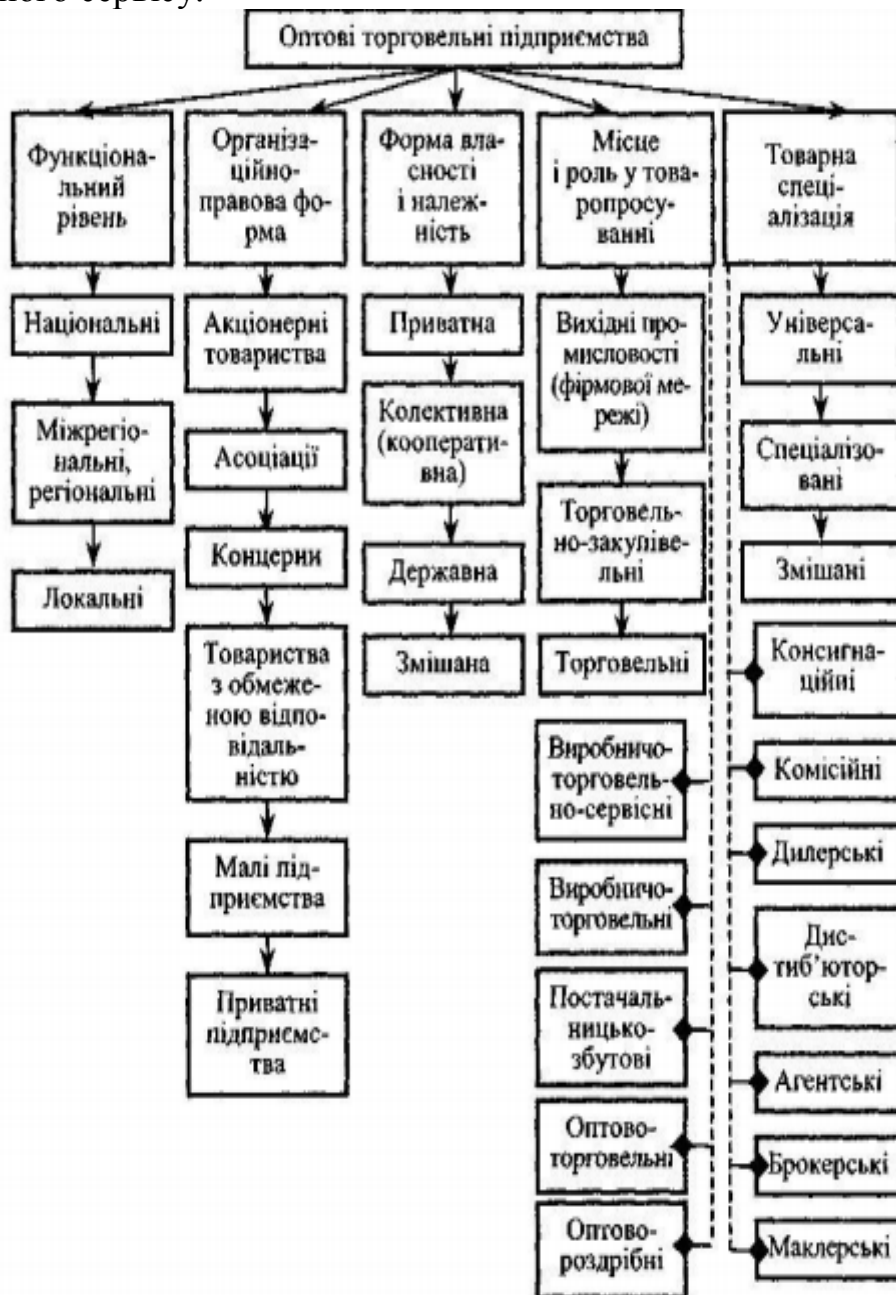 ного сервісу.
Оптові торговельні підприємства
Функціона-
льний
рівень
Організа-
ційно-
правова фо-
рма
Форма вла-
сності
і належ-
ність
Місце
і роль у това-
ропросу-
ванні
Товарна
спеці-
алізація
Національні
Міжрегіо-
нальні,
регіональні
Локальні
Акціонерні
товариства
Асоціації
Концерни
Товариства
з обмеже-
ною відпо-
відаль-
ністю
Малі під-
приємства
Приватні
підприємс-
тва
Приватна
Колективна
(кооперати-
вна)
Державна
Змішана
Вихідні про-
мисловості
(фірмової ме-
режі)
Торговель-
но-закупіве-
льні
Торговельні
Виробничо-
торговель-
но-сервісні
Виробничо-
торговельні
Постачаль-
ницько-
збутові
Оптово-
торговельні
Оптово-
роздрібні
Універса-
льні
Спеціалізо-
вані
Змішані
Консигна-
ційні
Комісійні
Дилерські
Дис-
тиб’ютор-
ські
Агентські
Брокерські
Маклерські